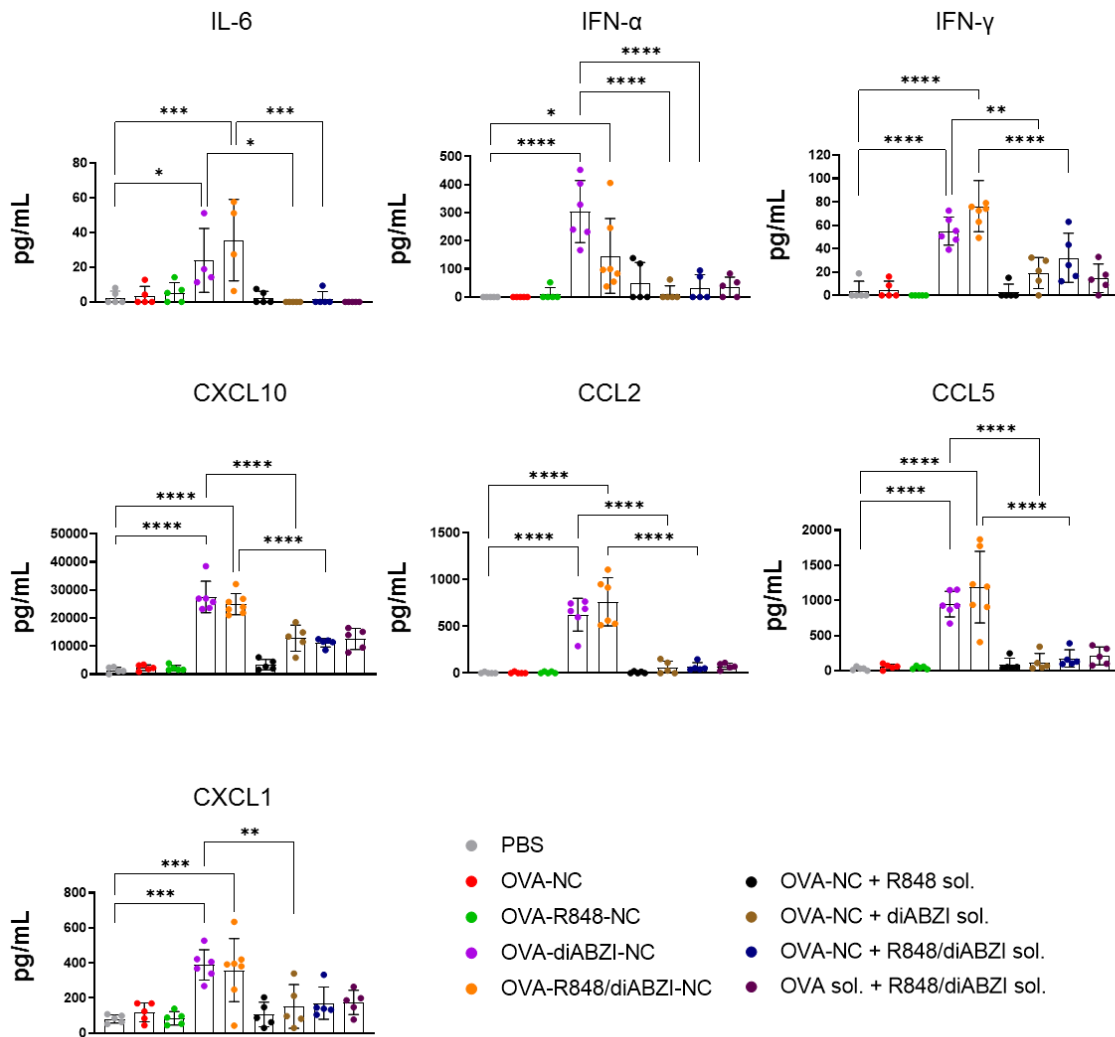 IL-6
IFN-α
IFN-γ
*** ***
* *
pg/mL
80
60
40
20
0
****
****
*
****
pg/mL
500
400
300
200
100
0
****
**
**** ****
pg/mL
120
100
80
60
40
20
0
CXCL10
CCL2
CCL5
****
****
**** ****
pg/mL
50000
40000
30000
20000
10000
0
****
****
**** ****
pg/mL
1500
1000
500
0
****
****
**** ****
pg/mL
2000
1500
1000
500
0
CXCL1
**
***
***
pg/mL
800
600
400
200
0
PBS
OVA-NC
OVA-R848-NC
OVA-diABZI-NC
OVA-R848/diABZI-NC
OVA-NC + R848 sol.
OVA-NC + diABZI sol.
OVA-NC + R848/diABZI sol.
OVA sol. + R848/diABZI sol.